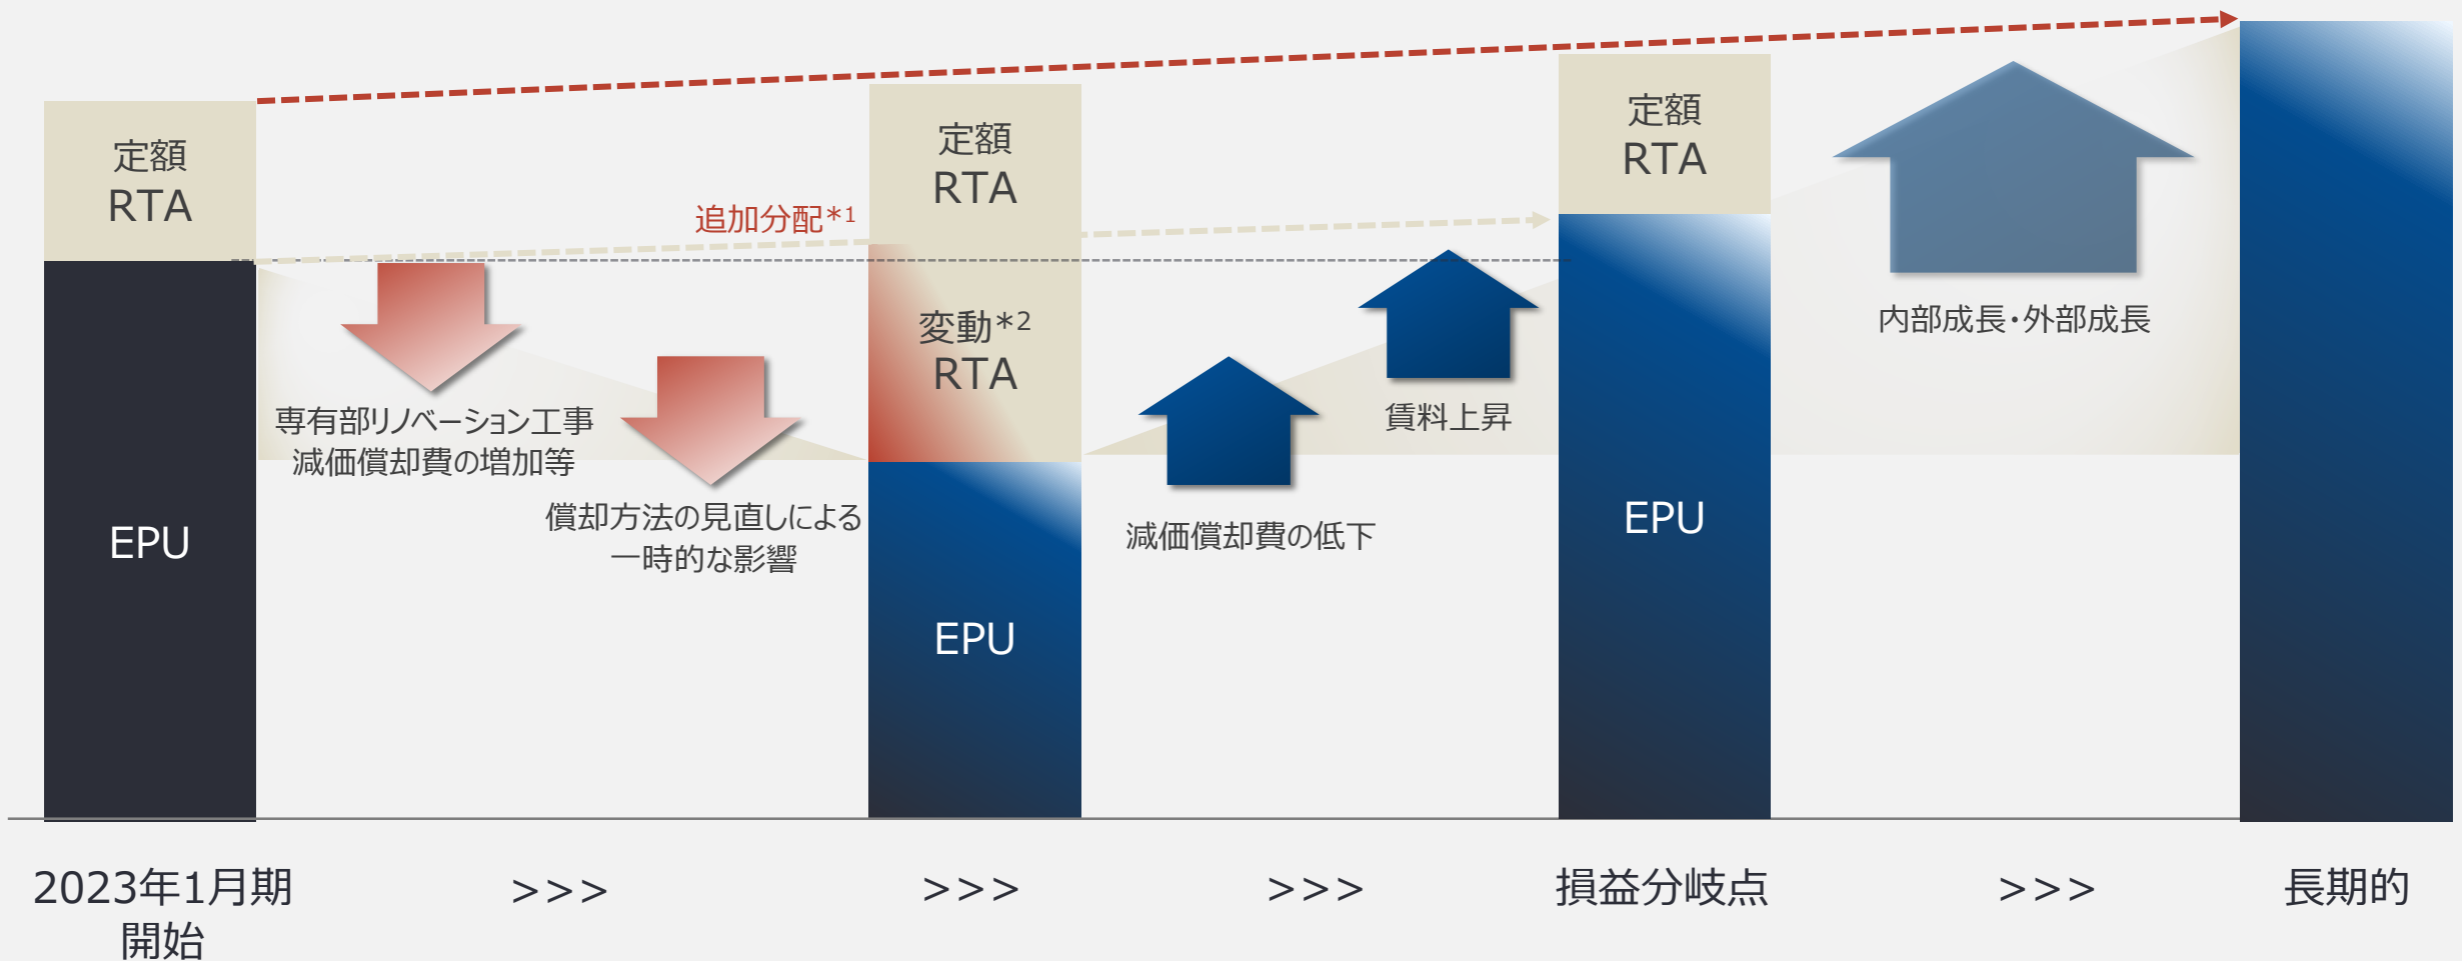 定額
RTA
EPU
専有部リノベーション工事
減価償却費の増加等
償却方法の見直しによる
一時的な影響
追加分配*1
定額
RTA
変動*2
RTA
EPU
減価償却費の低下
賃料上昇
定額
RTA
EPU
内部成長・外部成長
2023年1月期
開始
>>>
>>>
>>>
損益分岐点
>>>
長期的